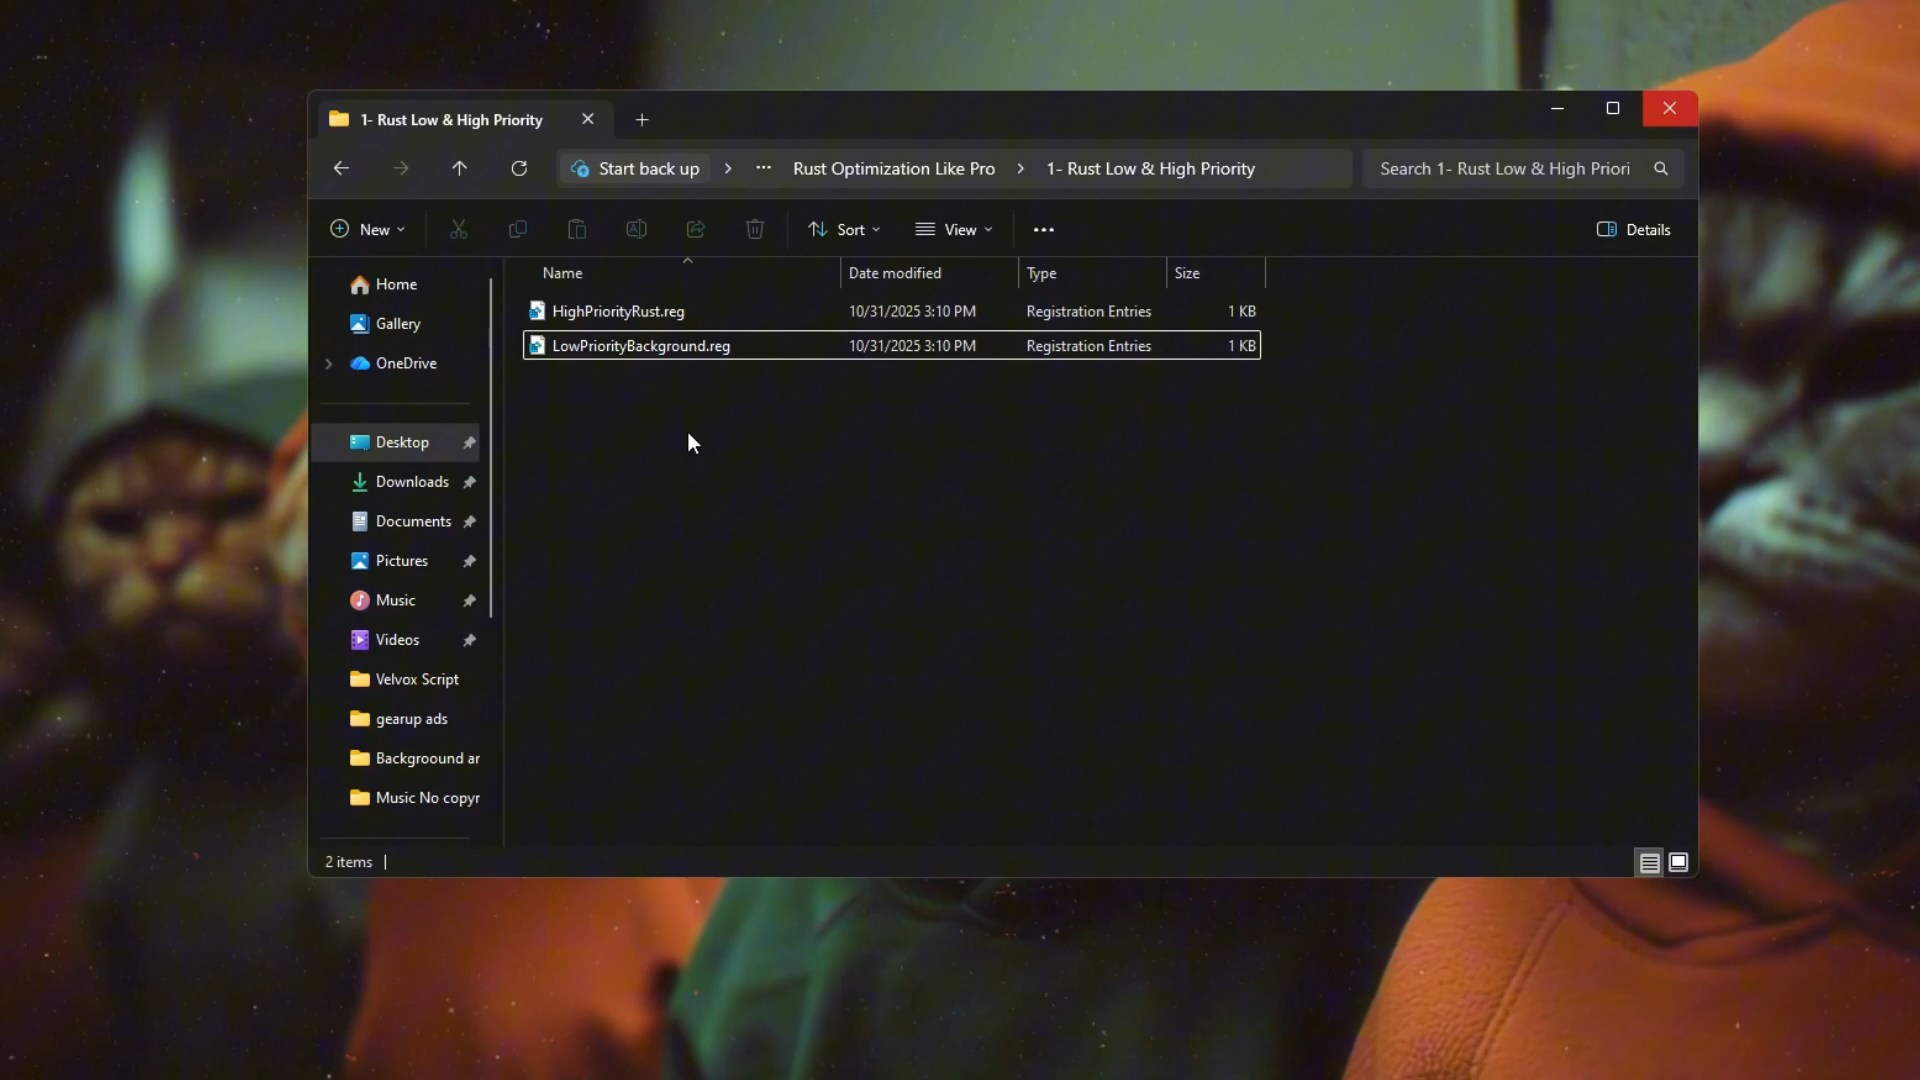 1- Rust Low & High Priority
Start back up
Rust Optimization Like Pro
1- Rust Low & High Priority
Search 1- Rust Low & High Priori
New
Sort
View
Details
Name
Date modified
Type
Size
HighPriorityRust.reg
10/31/2025 3:10 PM
Registration Entries
1 KB
LowPriorityBackground.reg
10/31/2025 3:10 PM
Registration Entries
1 KB
Home
Gallery
OneDrive
Desktop
Downloads
Documents
Pictures
Music
Videos
Velvox Script
gearup ads
Backgroound ar
Music No copyr
2 items